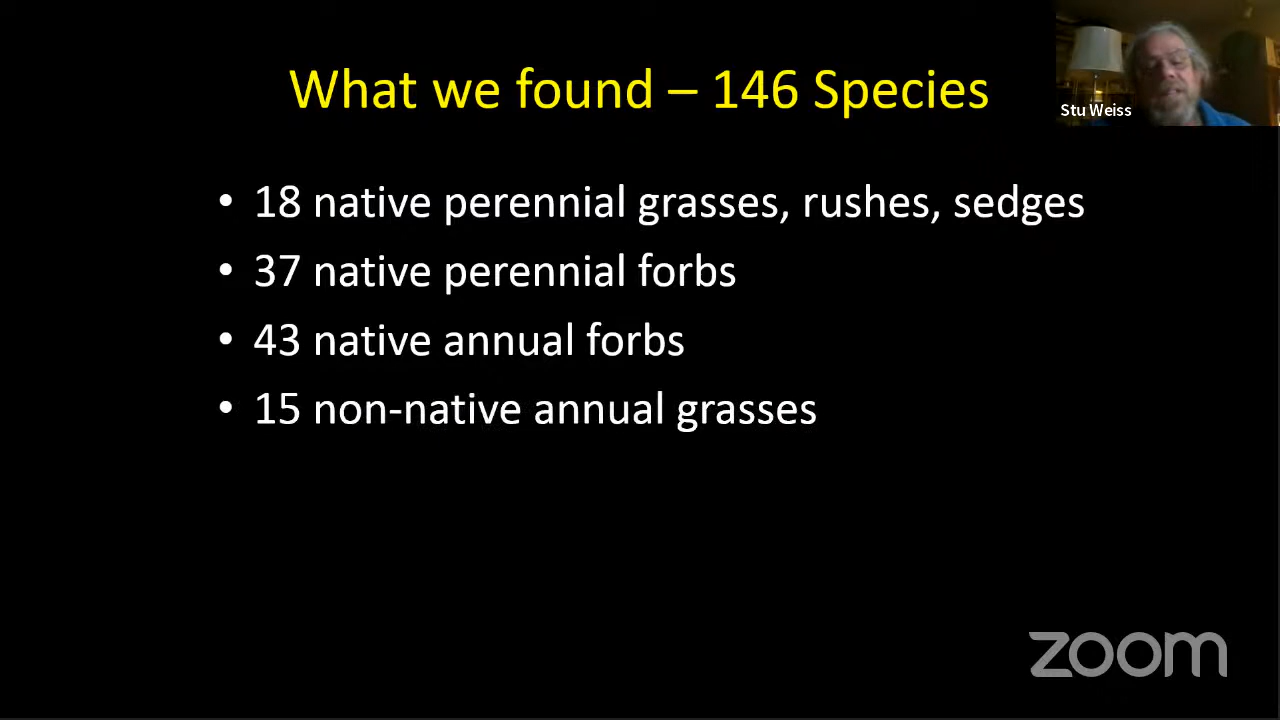 What we found – 146 Species
Stu Weiss
• 18 native perennial grasses, rushes, sedges
• 37 native perennial forbs
• 43 native annual forbs
• 15 non-native annual grasses
zoom